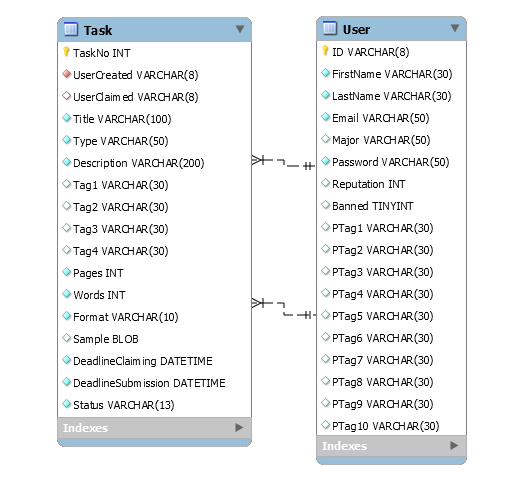 Task
TaskNo INT
UserCreated VARCHAR(8)
UserClaimed VARCHAR(8)
Title VARCHAR(100)
Type VARCHAR(50)
Description VARCHAR(200)
Tag1 VARCHAR(30)
Tag2 VARCHAR(30)
Tag3 VARCHAR(30)
Tag4 VARCHAR(30)
Pages INT
Words INT
Format VARCHAR(10)
Sample BLOB
DeadlineClaiming DATETIME
DeadlineSubmission DATETIME
Status VARCHAR(13)
Indexes
User
ID VARCHAR(8)
FirstName VARCHAR(30)
LastName VARCHAR(30)
Email VARCHAR(50)
Major VARCHAR(50)
Password VARCHAR(50)
Reputation INT
Banned TINYINT
PTag1 VARCHAR(30)
PTag2 VARCHAR(30)
PTag3 VARCHAR(30)
PTag4 VARCHAR(30)
PTag5 VARCHAR(30)
PTag6 VARCHAR(30)
PTag7 VARCHAR(30)
PTag8 VARCHAR(30)
PTag9 VARCHAR(30)
PTag10 VARCHAR(30)
Indexes